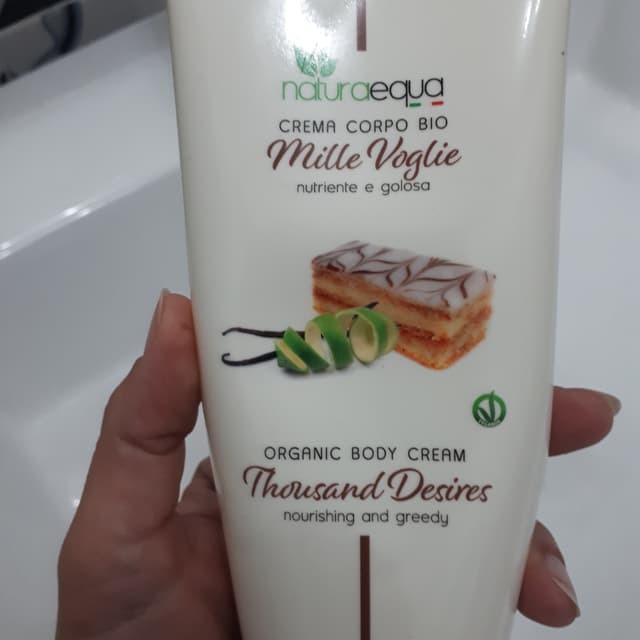 naturaequa
CREMA CORPO BIO
Mille Voglie
nutriente e golosa
ORGANIC BODY CREAM
Thousand Desires
nourishing and greedy